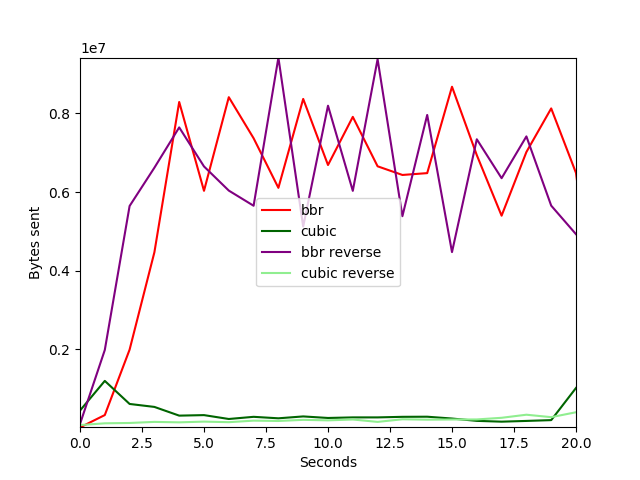 1e7
0.8
0.6
0.4
0.2
Bytes sent
bbr
cubic
bbr reverse
cubic reverse
0.0 2.5 5.0 7.5 10.0 12.5 15.0 17.5 20.0
Seconds